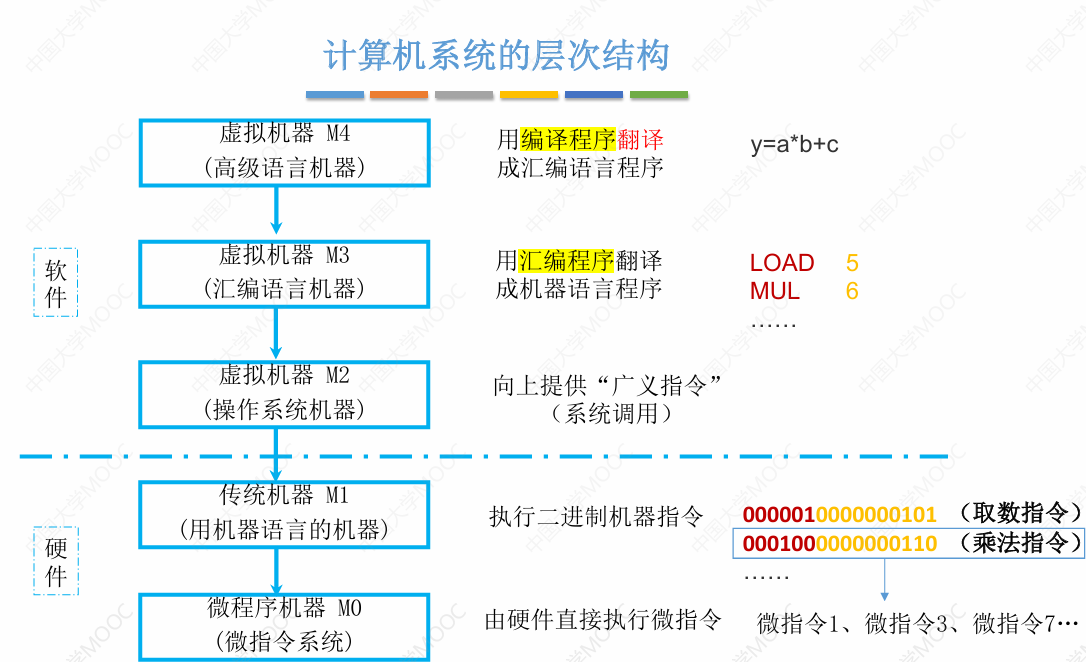 计算机系统的层次结构
虚拟机器 M4
(高级语言机器)
用编译程序翻译
成汇编语言程序
y=a*b+c
虚拟机器 M3
(汇编语言机器)
用汇编程序翻译
成机器语言程序
LOAD 5
MUL 6
……
软
件
虚拟机器 M2
(操作系统机器)
向上提供“广义指令”
（系统调用）
传统机器 M1
(用机器语言的机器)
执行二进制机器指令
0000010000000101 （取数指令）
0001000000000110 （乘法指令）
……
硬
件
微程序机器 M0
(微指令系统)
由硬件直接执行微指令
微指令1、微指令3、微指令7…
中国大学MOOC